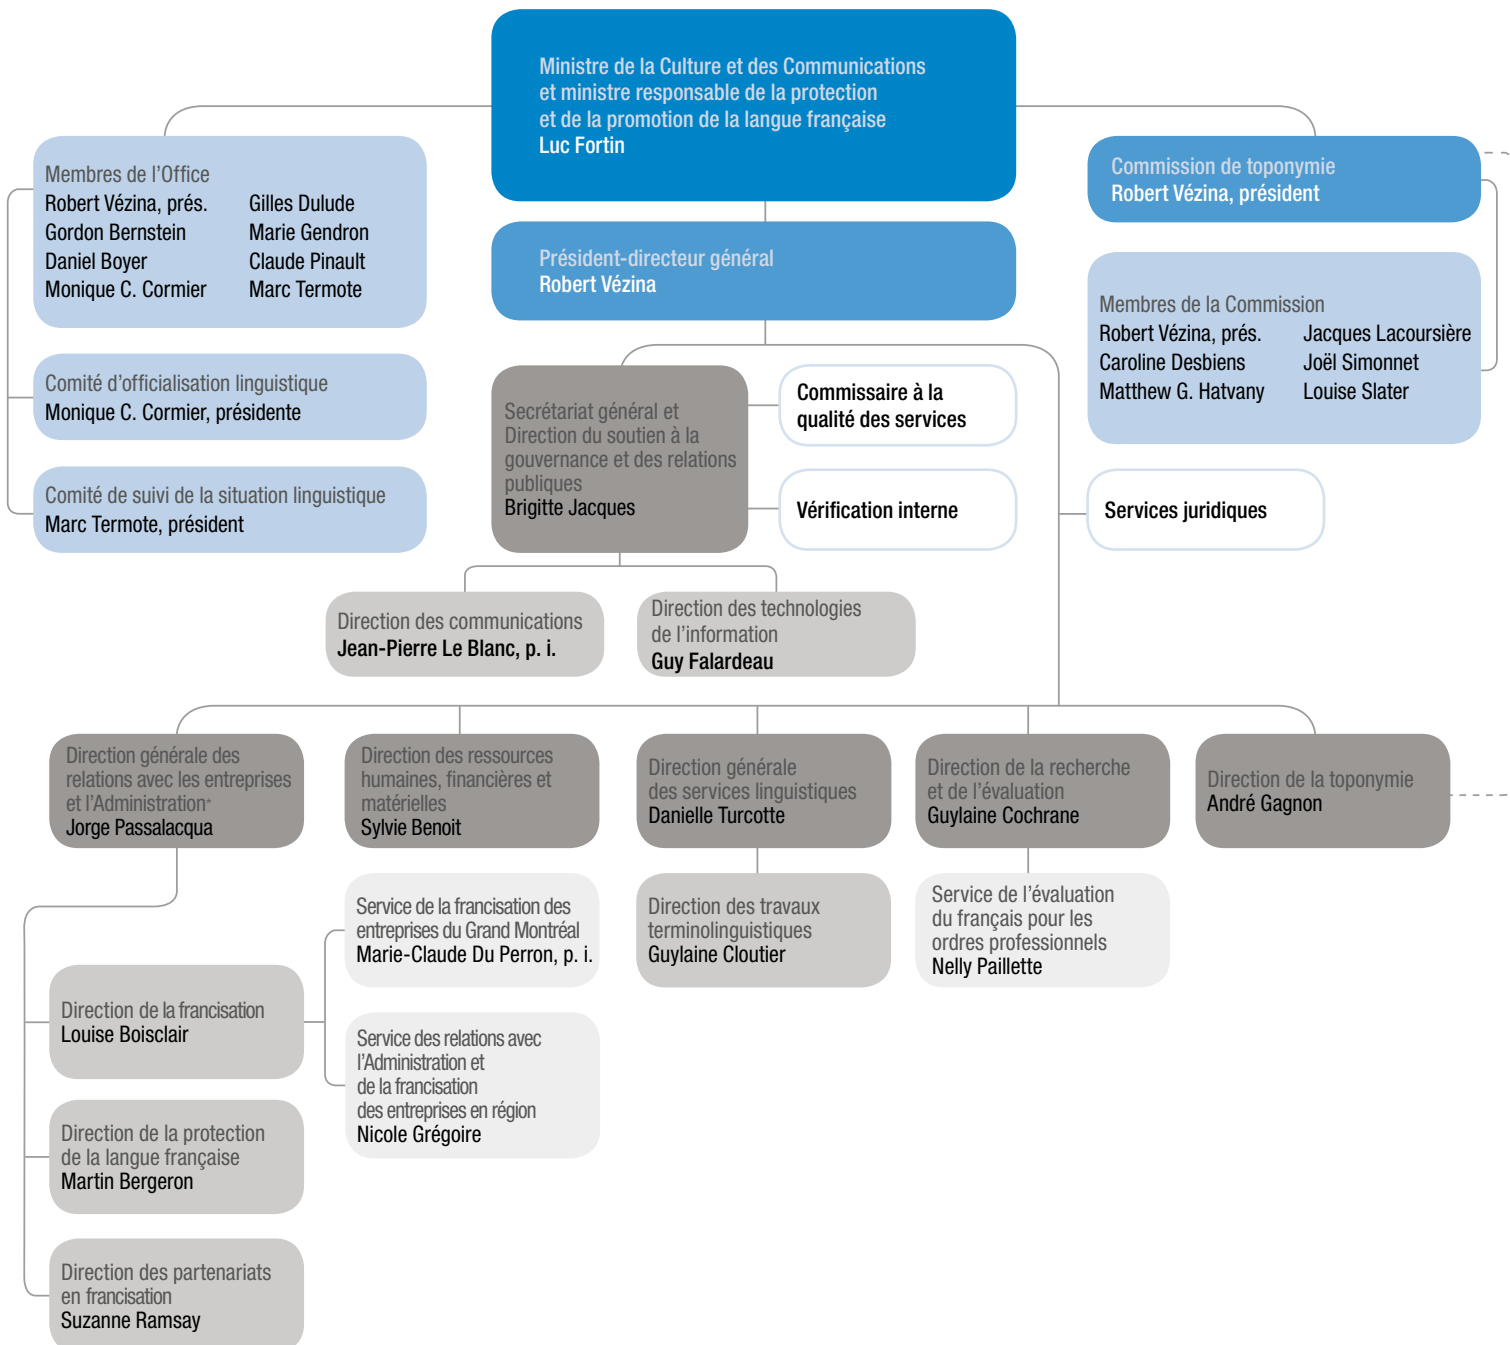 Ministre de la Culture et des Communications
et ministre responsable de la protection
et de la promotion de la langue française
Luc Fortin
Membres de l'Office
Robert Vézina, prés.
Gordon Bernstein
Daniel Boyer
Monique C. Cormier
Gilles Dulude
Marie Gendron
Claude Pinault
Marc Termote
Commission de toponymie
Robert Vézina, président
Président-directeur général
Robert Vézina
Membres de la Commission
Robert Vézina, prés.
Caroline Desbiens
Matthew G. Hatvany
Jacques Lacoursière
Joël Simonnet
Louise Slater
Comité d'officialisation linguistique
Monique C. Cormier, présidente
Comité de suivi de la situation linguistique
Marc Termote, président
Secrétariat général et
Direction du soutien à la
gouvernance et des relations
publiques
Brigitte Jacques
Commissaire à la
qualité des services
Vérification interne
Services juridiques
Direction des communications
Jean-Pierre Le Blanc, p. i.
Direction des technologies
de l'information
Guy Falardeau
Direction générale des
relations avec les entreprises
et l'Administration*
Jorge Passalacqua
Direction des ressources
humaines, financières et
matérielles
Sylvie Benoit
Direction générale
des services linguistiques
Danielle Turcotte
Direction de la recherche
et de l'évaluation
Guylaine Cochrane
Direction de la toponymie
André Gagnon
Service de la francisation des
entreprises du Grand Montréal
Marie-Claude Du Perron, p. i.
Direction des travaux
terminolinguistiques
Guylaine Cloutier
Service de l'évaluation
du français pour les
ordres professionnels
Nelly Paillette
Direction de la francisation
Louise Boisclair
Service des relations avec
l'Administration et
de la francisation
des entreprises en région
Nicole Grégoire
Direction de la protection
de la langue française
Martin Bergeron
Direction des partenariats
en francisation
Suzanne Ramsay